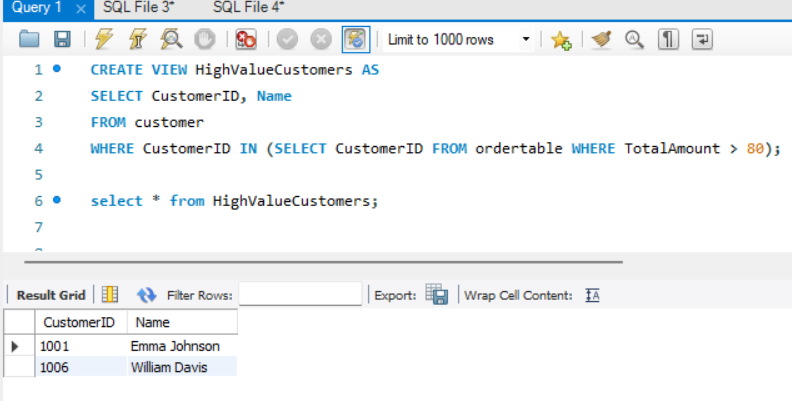 Query 1 × SQL File 3* SQL File 4*
Limit to 1000 rows
1 CREATE VIEW HighValueCustomers AS
2 SELECT CustomerID, Name
3 FROM customer
4 WHERE CustomerID IN (SELECT CustomerID FROM ordertable WHERE TotalAmount > 80);
5
6 select * from HighValueCustomers;
7
Result Grid Filter Rows: Export: Wrap Cell Content:
CustomerID Name
1001 Emma Johnson
1006 William Davis